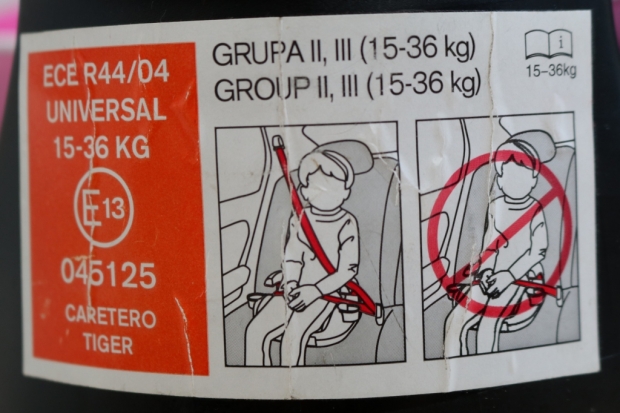 ECE R44/04
UNIVERSAL
15-36 KG
E 13
045125
CARETERO
TIGER
GRUPA II, III (15-36 kg)
GROUP II, III (15-36 kg)
i
15-36kg